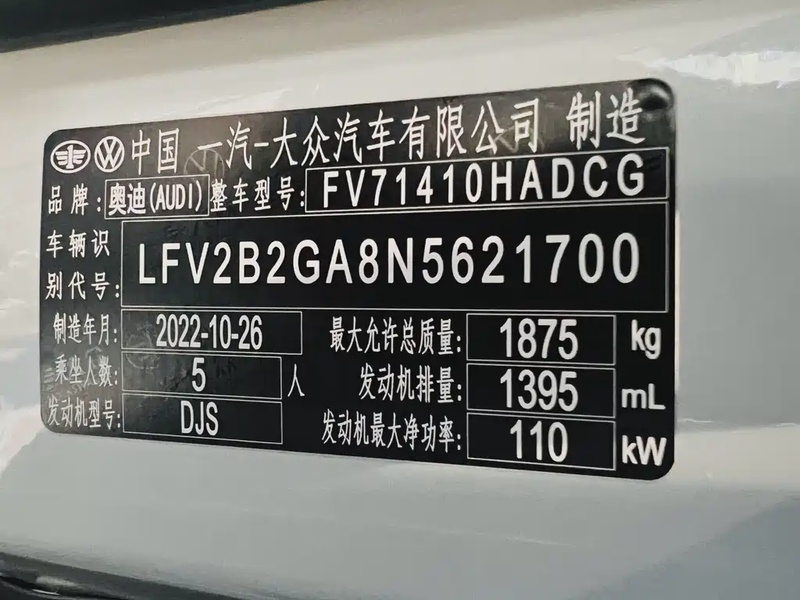 中国 一汽-大众汽车有限公司 制造
品牌: 奥迪(AUDI) 整车型号: FV71410HADCG
车辆识别代号: LFV2B2GA8N5621700
制造年月: 2022-10-26 最大允许总质量: 1875 kg
乘坐人数: 5 人 发动机排量: 1395 mL
发动机型号: DJS 发动机最大净功率: 110 kW